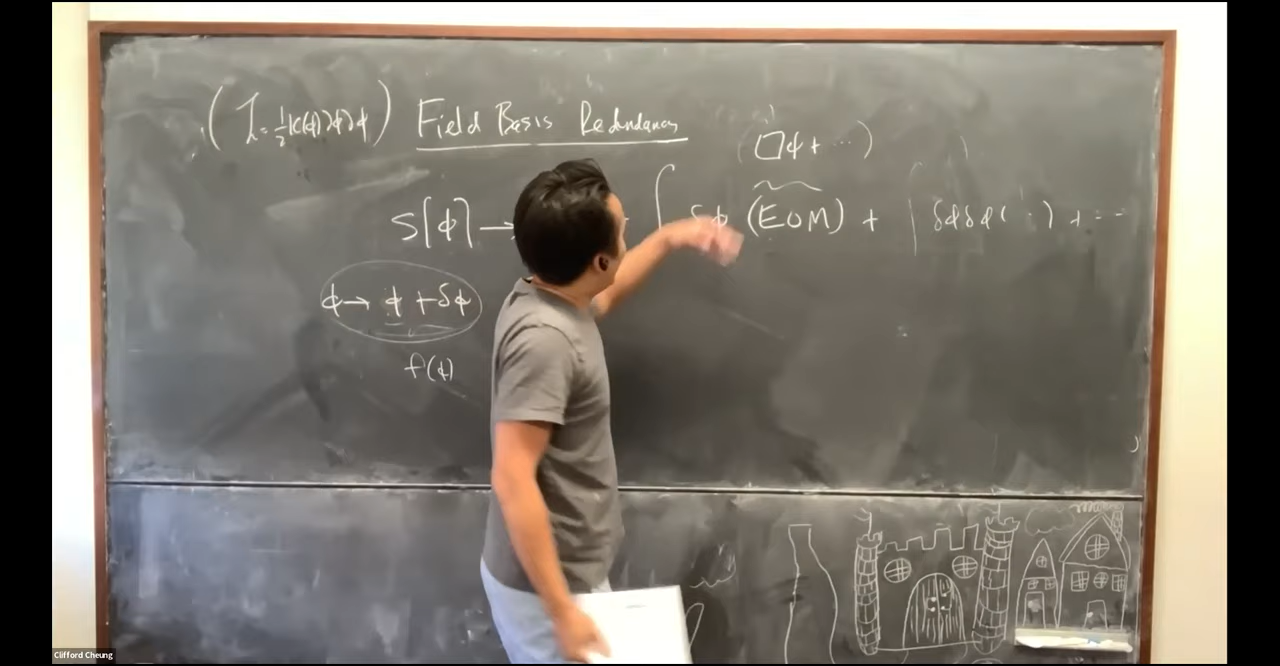 (L = ½K(ϕ)∂ϕ∂ϕ) Field Basis Redundancy
(□ϕ + ⋯)
S[ϕ] → ∫ δϕ (EOM) + ∫ δϕδϕ(⋅⋅) + ⋯
ϕ → ϕ + δϕ
f(ϕ)
Clifford Cheung